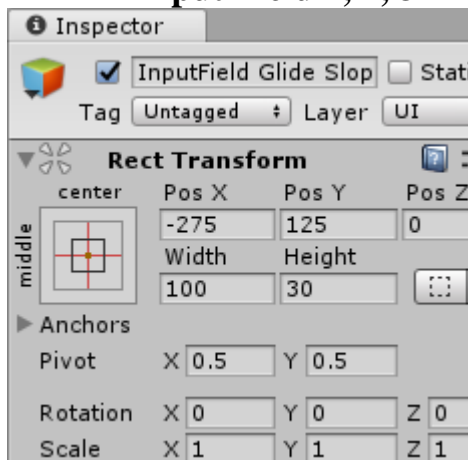 Inspector
InputField Glide Slop Stati
Tag Untagged Layer UI
Rect Transform
center Pos X Pos Y Pos Z
middle
-275 125 0
Width Height
100 30
Anchors
Pivot X 0.5 Y 0.5
Rotation X 0 Y 0 Z 0
Scale X 1 Y 1 Z 1